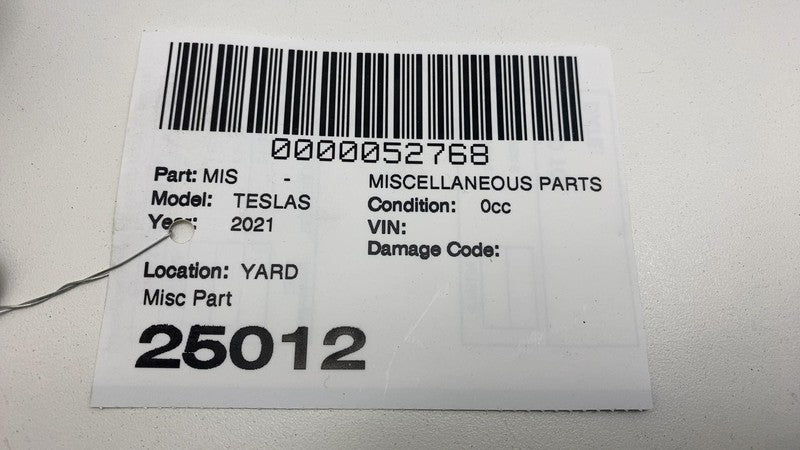 0000052768
Part: MIS - MISCELLANEOUS PARTS
Model: TESLAS Condition: 0cc
Year: 2021 VIN:
Damage Code:
Location: YARD
Misc Part
25012